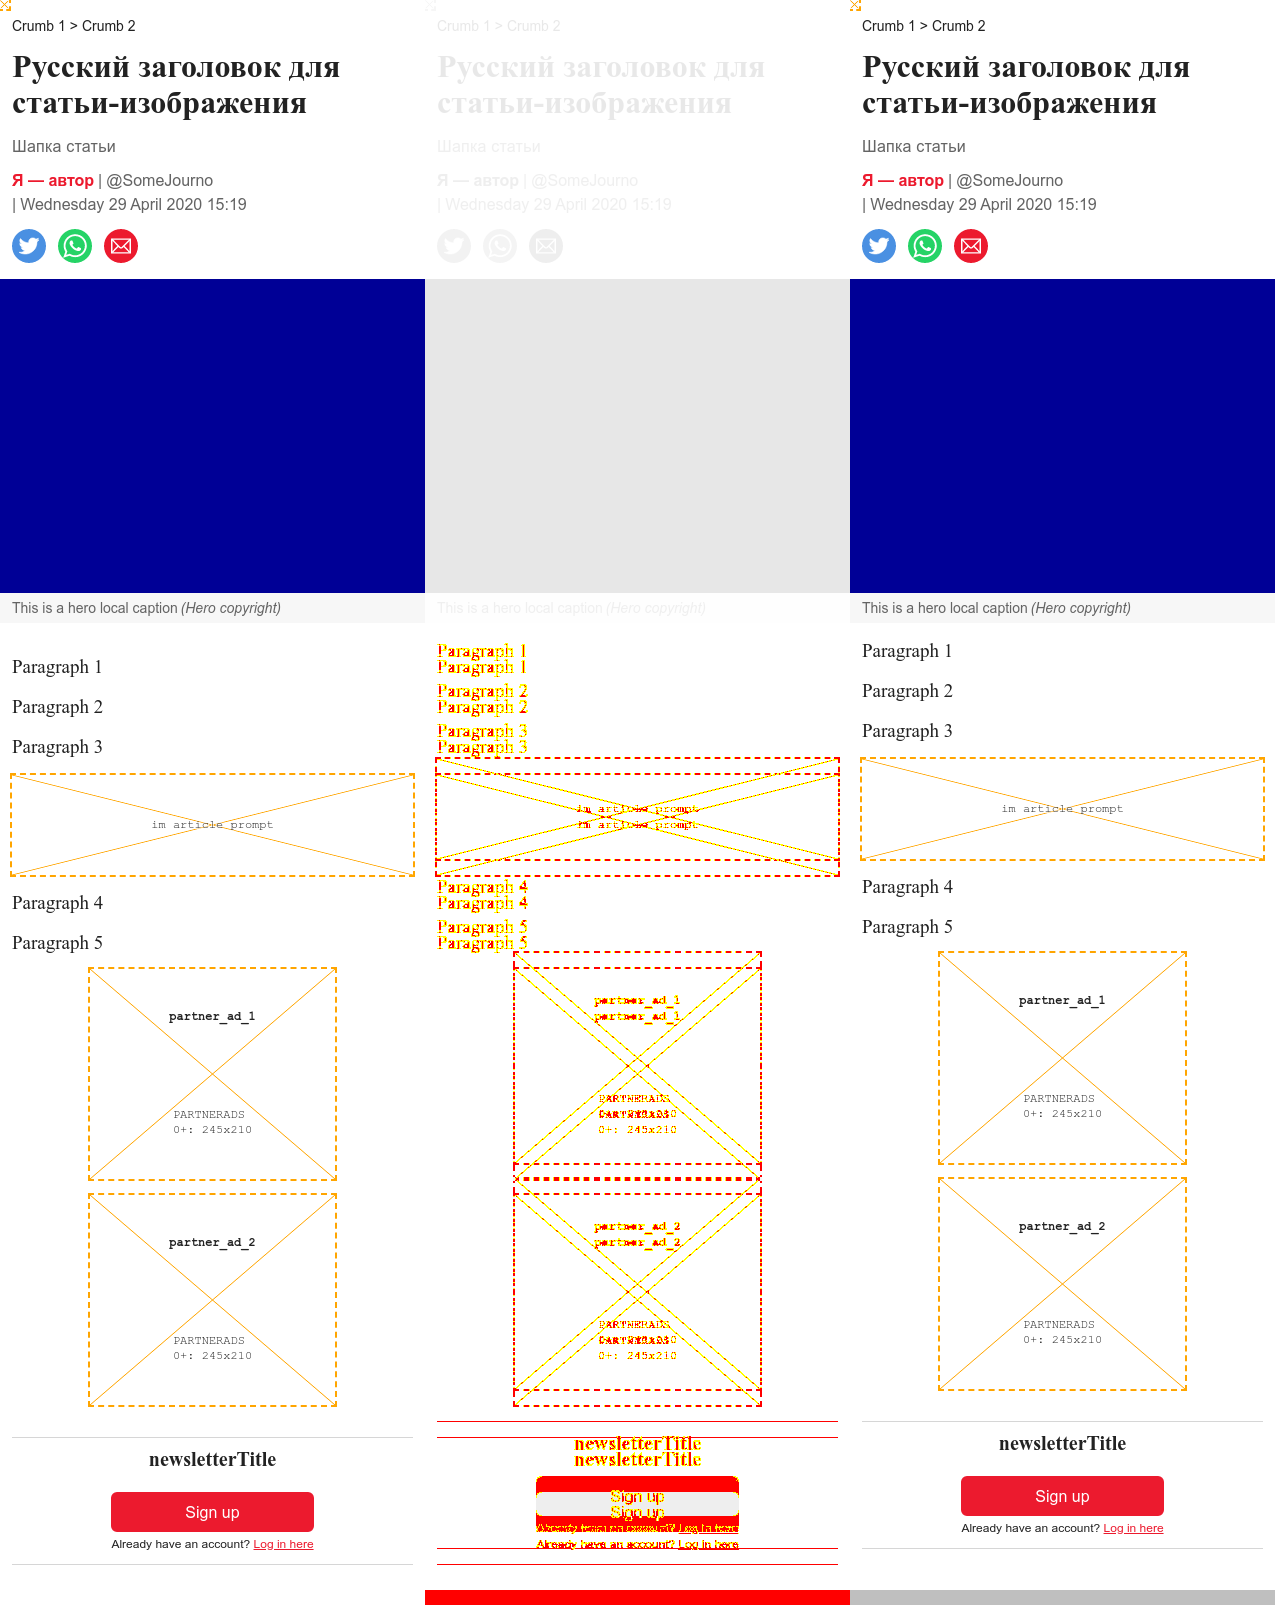 Crumb 1 > Crumb 2
Русский заголовок для
статьи-изображения
Шапка статьи
Я — автор | @SomeJourno
| Wednesday 29 April 2020 15:19
This is a hero local caption (Hero copyright)
Paragraph 1
Paragraph 2
Paragraph 3
im article prompt
Paragraph 4
Paragraph 5
partner_ad_1
PARTNERADS
0+: 245x210
partner_ad_2
PARTNERADS
0+: 245x210
newsletterTitle
Sign up
Already have an account? Log in here
Crumb 1 > Crumb 2
Русский заголовок для
статьи-изображения
Шапка статьи
Я — автор | @SomeJourno
| Wednesday 29 April 2020 15:19
This is a hero local caption (Hero copyright)
Paragraph 1
Paragraph 1
Paragraph 2
Paragraph 2
Paragraph 3
Paragraph 3
im article prompt
im article prompt
Paragraph 4
Paragraph 4
Paragraph 5
Paragraph 5
partner_ad_1
partner_ad_1
PARTNERADS
0+: 245x210
partner_ad_2
partner_ad_2
PARTNERADS
0+: 245x210
newsletterTitle
newsletterTitle
Sign up
Sign up
Already have an account? Log in here
Already have an account? Log in here
Crumb 1 > Crumb 2
Русский заголовок для
статьи-изображения
Шапка статьи
Я — автор | @SomeJourno
| Wednesday 29 April 2020 15:19
This is a hero local caption (Hero copyright)
Paragraph 1
Paragraph 2
Paragraph 3
im article prompt
Paragraph 4
Paragraph 5
partner_ad_1
PARTNERADS
0+: 245x210
partner_ad_2
PARTNERADS
0+: 245x210
newsletterTitle
Sign up
Already have an account? Log in here